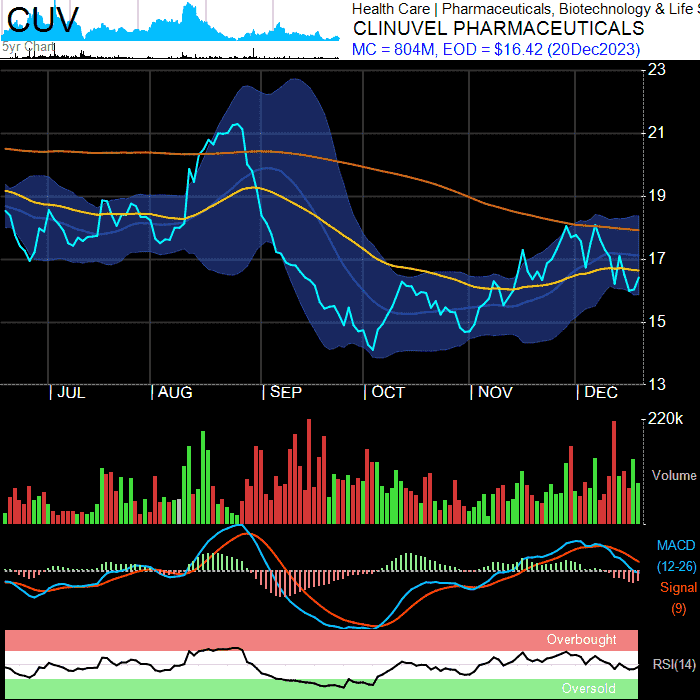 CUV
5yr Chart
Health Care | Pharmaceuticals, Biotechnology & Life
CLINUVEL PHARMACEUTICALS
MC = 804M, EOD = $16.42 (20Dec2023)
23
21
19
17
15
13
| JUL | AUG | SEP | OCT | NOV | DEC
220k
Volume
MACD
(12-26)
Signal
(9)
Overbought
RSI(14)
Oversold